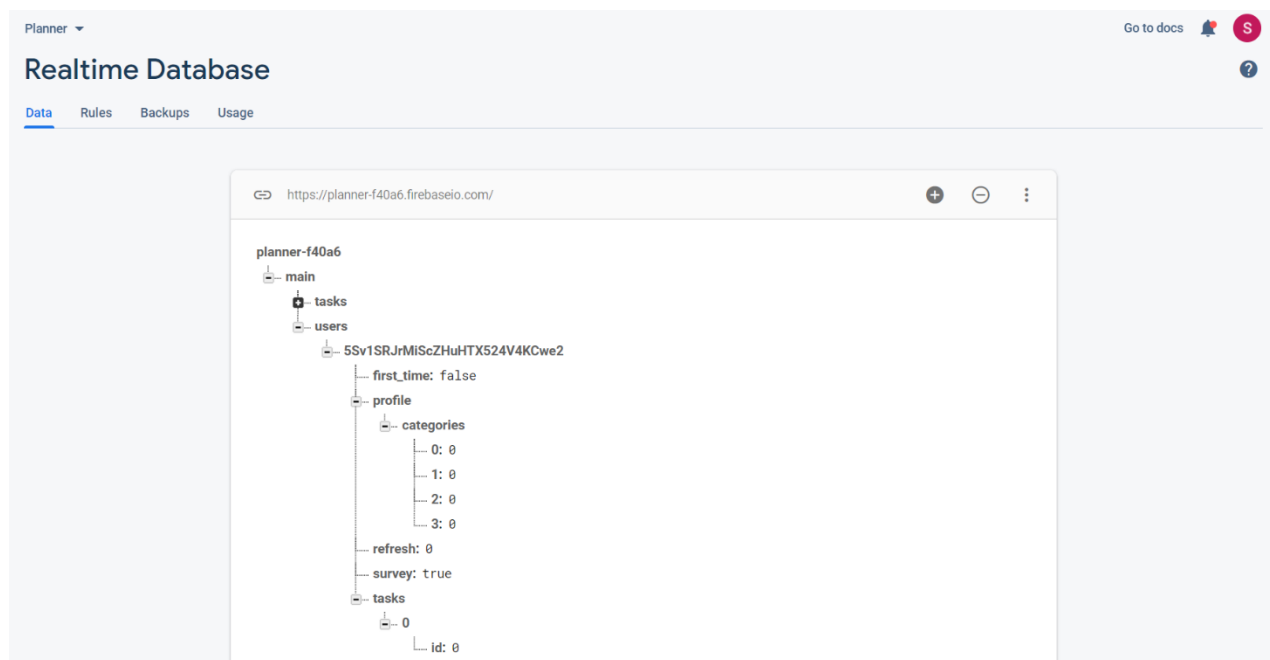 Planner Go to docs S
Realtime Database ?
Data Rules Backups Usage
https://planner-f40a6.firebaseio.com/
planner-f40a6
main
tasks
users
5Sv1SRJrMiScZHuHTX524V4KCwe2
first_time: false
profile
categories
0: 0
1: 0
2: 0
3: 0
refresh: 0
survey: true
tasks
0
id: 0